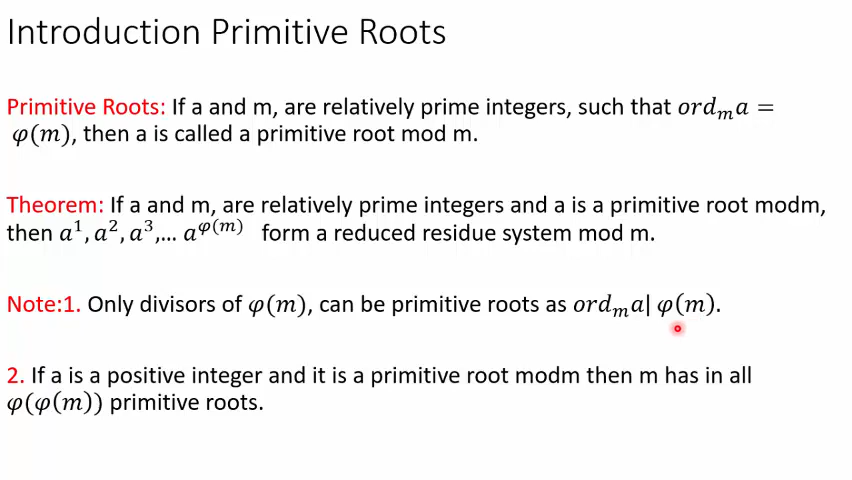 Introduction Primitive Roots
Primitive Roots: If a and m, are relatively prime integers, such that ord_m a =
φ(m), then a is called a primitive root mod m.
Theorem: If a and m, are relatively prime integers and a is a primitive root modm,
then a¹, a², a³,... a^φ(m) form a reduced residue system mod m.
Note:1. Only divisors of φ(m), can be primitive roots as ord_m a| φ(m).
2. If a is a positive integer and it is a primitive root modm then m has in all
φ(φ(m)) primitive roots.